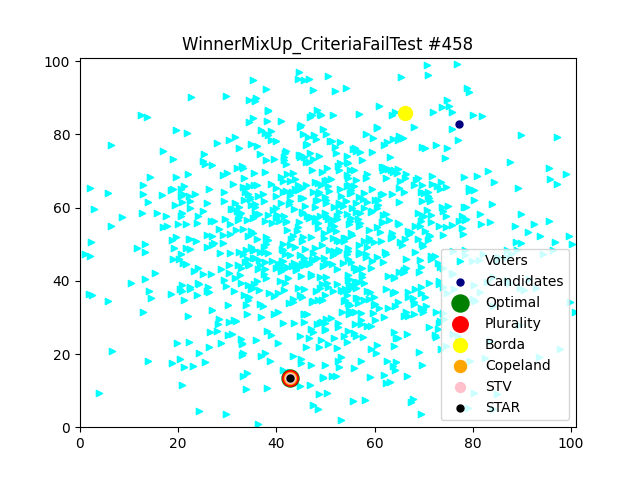 WinnerMixUp_CriteriaFailTest #458
100
80
60
40
20
0
0
20
40
60
80
100
Voters
Candidates
Optimal
Plurality
Borda
Copeland
STV
STAR